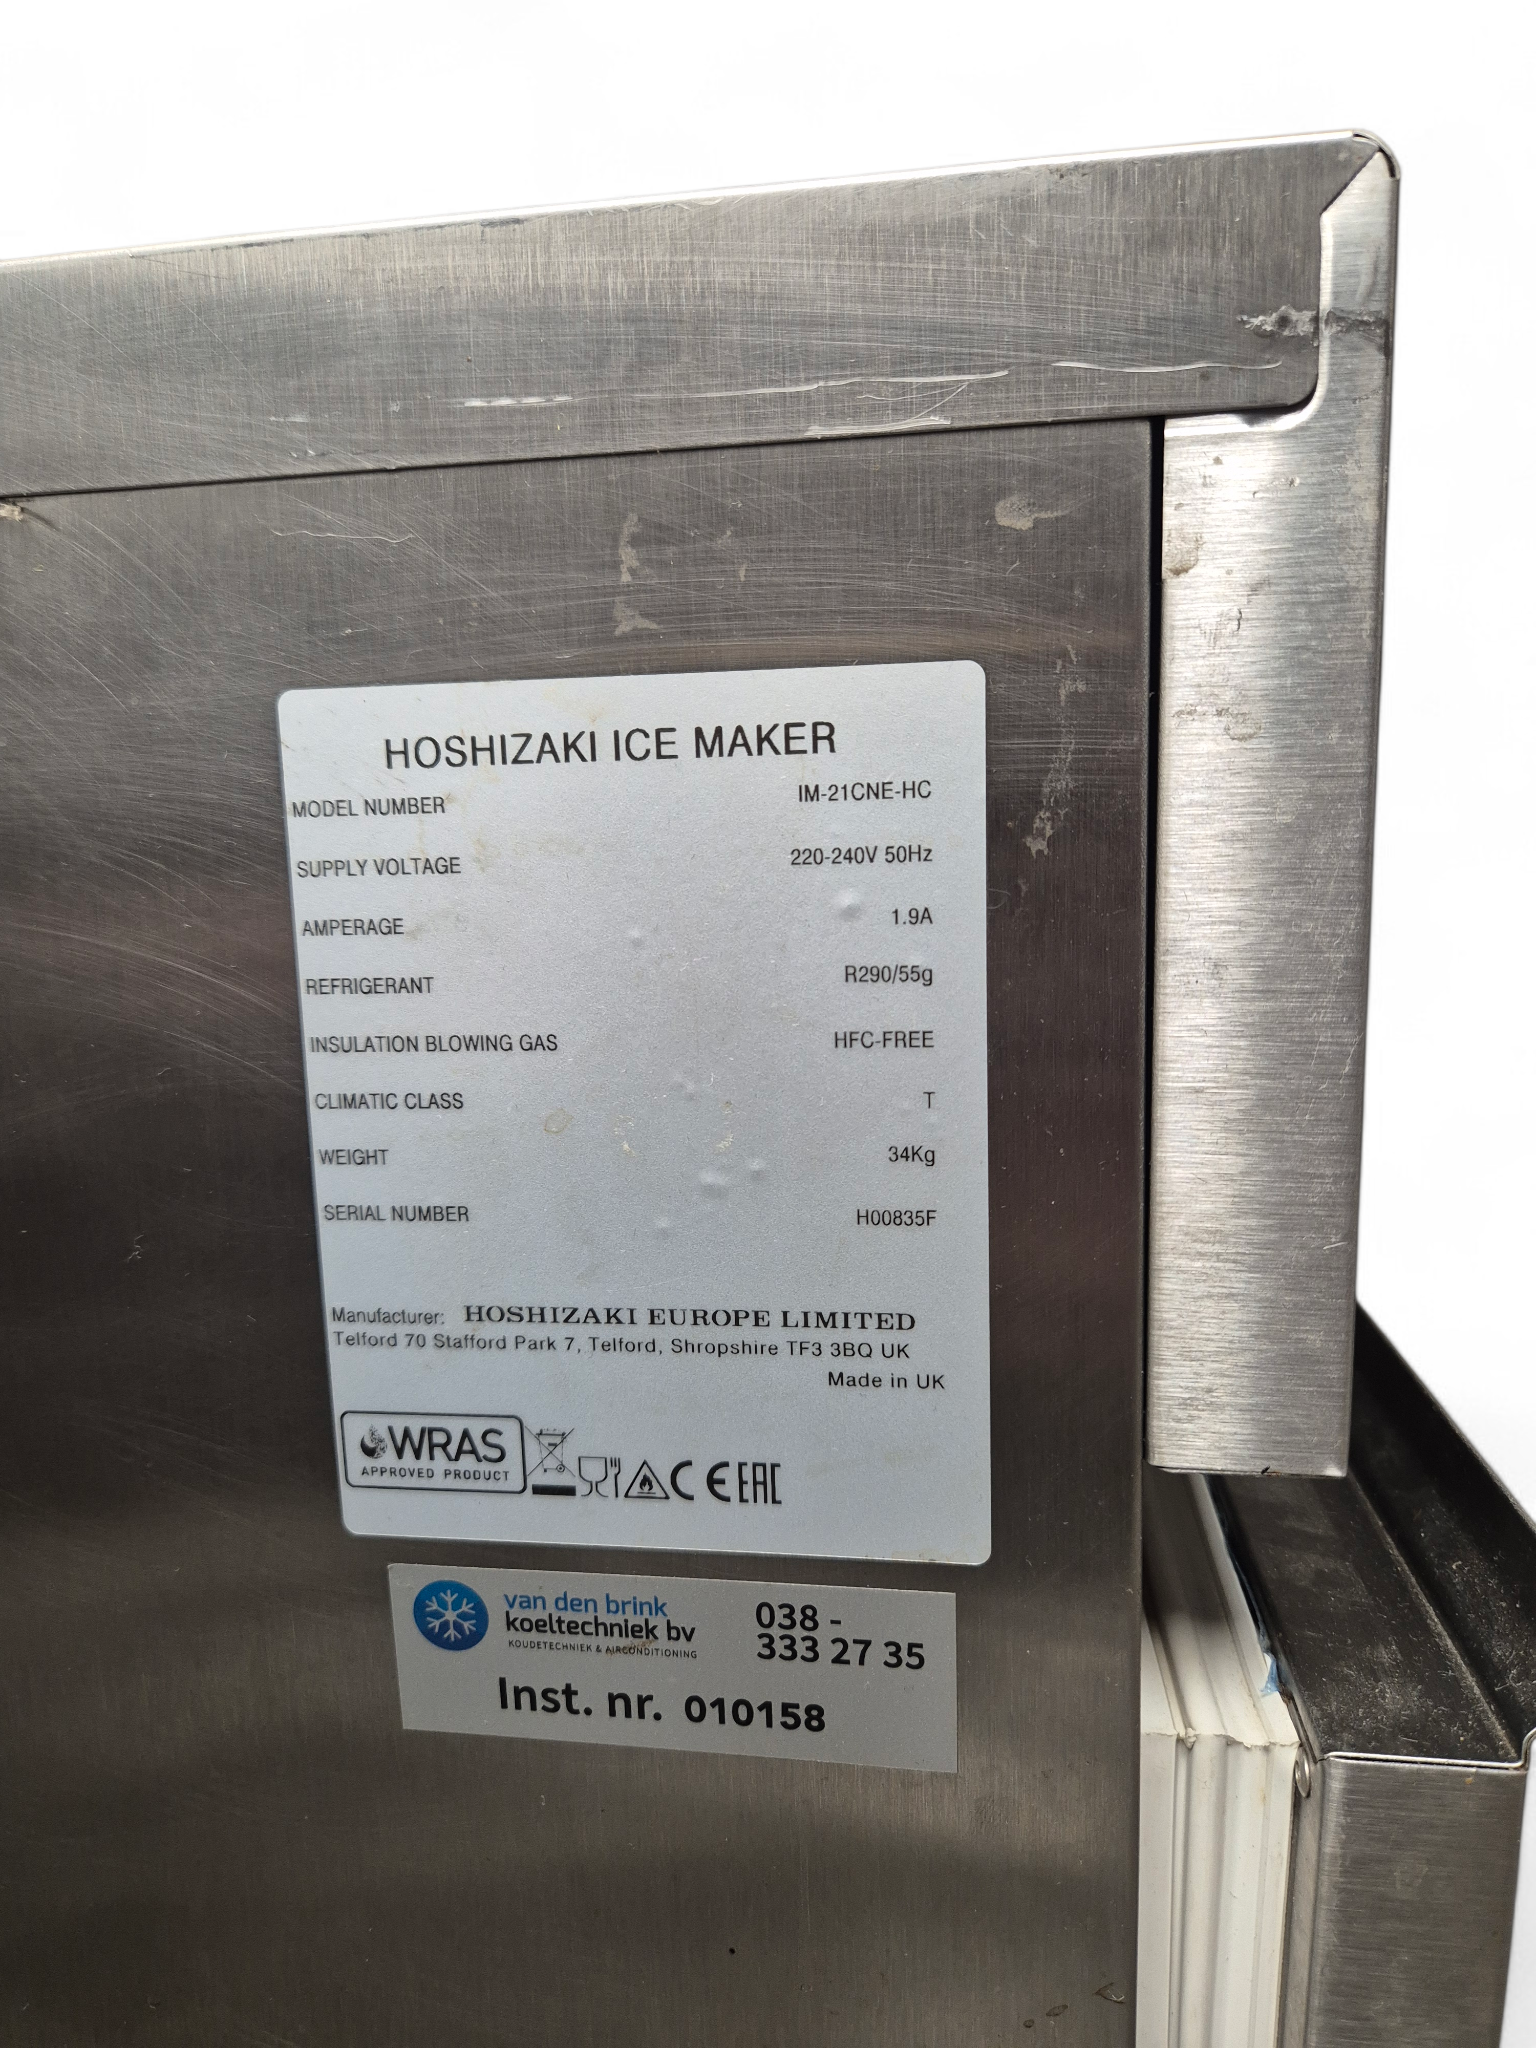 HOSHIZAKI ICE MAKER
MODEL NUMBER IM-21CNE-HC
SUPPLY VOLTAGE 220-240V 50Hz
AMPERAGE 1.9A
REFRIGERANT R290/55g
INSULATION BLOWING GAS HFC-FREE
CLIMATIC CLASS T
WEIGHT 34Kg
SERIAL NUMBER H00835F
Manufacturer: HOSHIZAKI EUROPE LIMITED
Telford 70 Stafford Park 7, Telford, Shropshire TF3 3BQ UK
Made in UK
WRAS
APPROVED PRODUCT
CE EAC
van den brink
koeltechniek bv
KOUDETECHNIEK & AIRCONDITIONING
038 -
333 27 35
Inst. nr. 010158